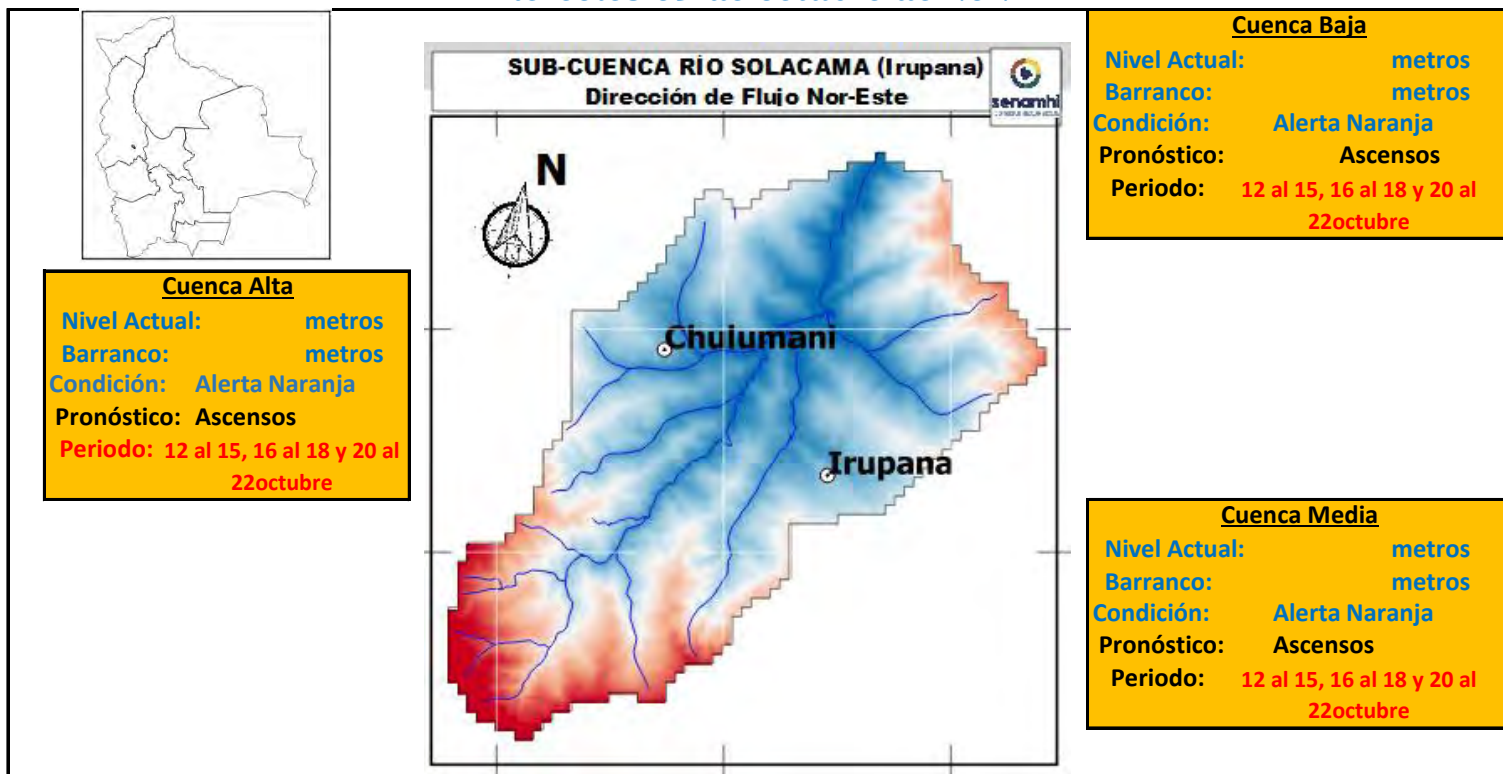 SUB-CUENCA RÍO SOLACAMA (Irupana)
Dirección de Flujo Nor-Este
senamhi
N
Chulumani
Irupana
Cuenca Alta
Nivel Actual: metros
Barranco: metros
Condición: Alerta Naranja
Pronóstico: Ascensos
Periodo: 12 al 15, 16 al 18 y 20 al
22octubre
Cuenca Baja
Nivel Actual: metros
Barranco: metros
Condición: Alerta Naranja
Pronóstico: Ascensos
Periodo: 12 al 15, 16 al 18 y 20 al
22octubre
Cuenca Media
Nivel Actual: metros
Barranco: metros
Condición: Alerta Naranja
Pronóstico: Ascensos
Periodo: 12 al 15, 16 al 18 y 20 al
22octubre